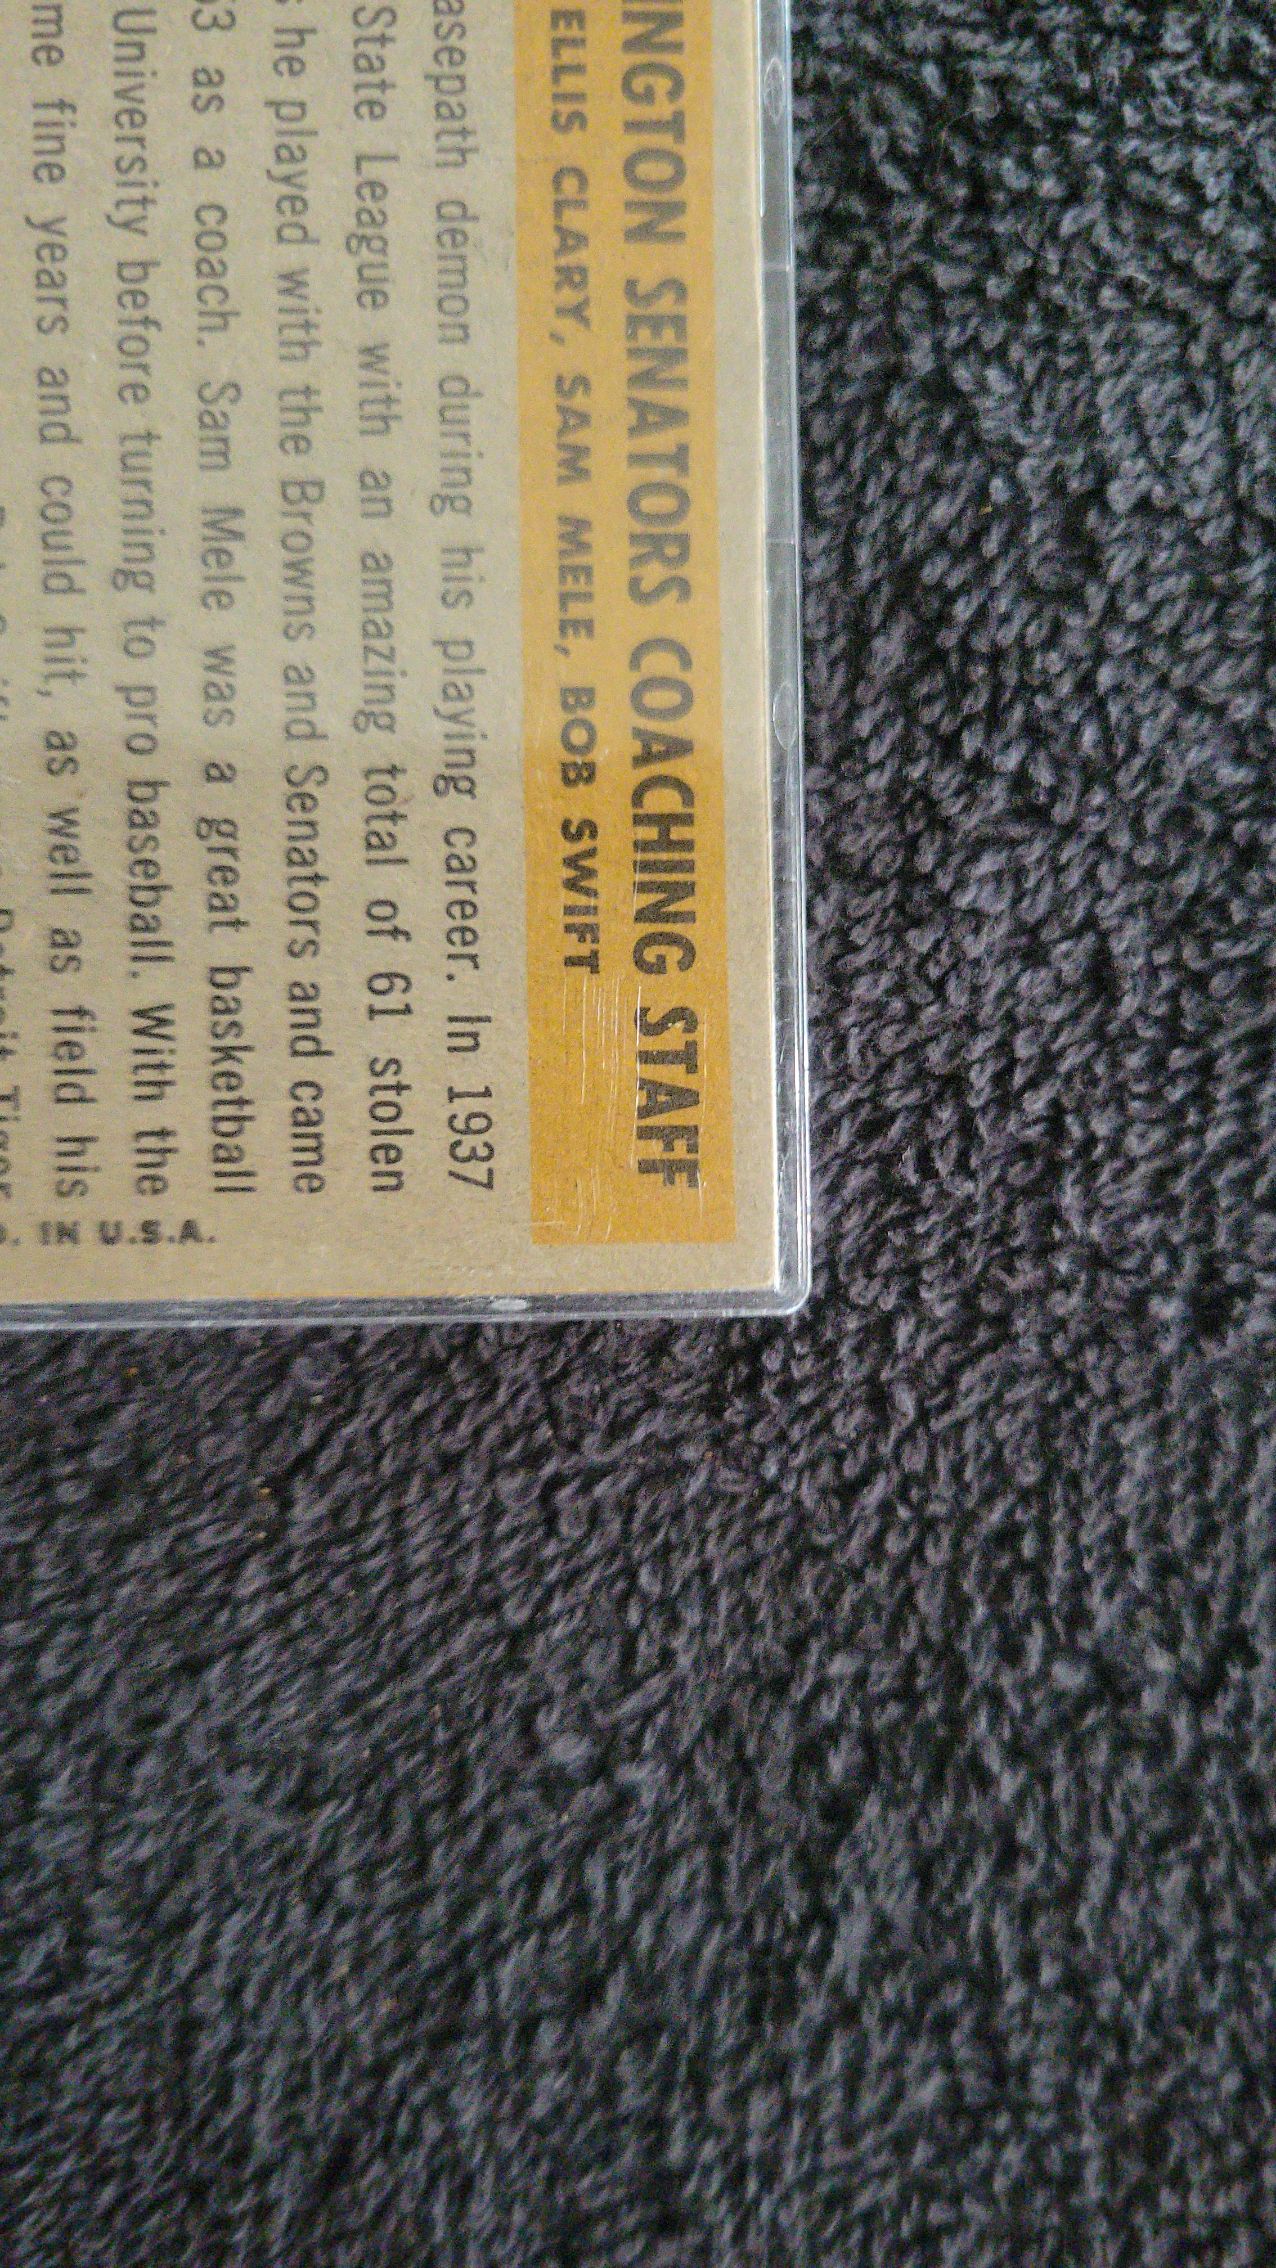 INGTON SENATORS COACHING STAFF
ELLIS CLARY, SAM MELE, BOB SWIFT
asepath demon during his playing career. In 1937
State League with an amazing total of 61 stolen
s he played with the Browns and Senators and came
53 as a coach. Sam Mele was a great basketball
University before turning to pro baseball. With the
me fine years and could hit, as well as field his
Detroit Tiger
IN U.S.A.